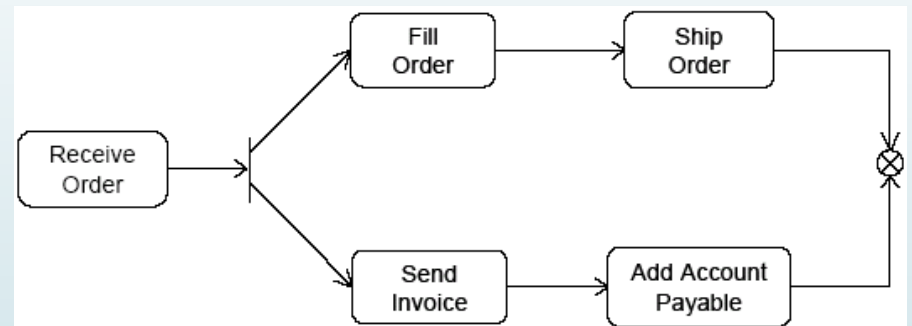 Fill
Order
Ship
Order
Receive
Order
Send
Invoice
Add Account
Payable